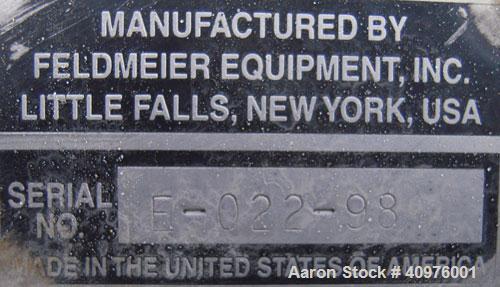 MANUFACTURED BY
FELDMEIER EQUIPMENT, INC.
LITTLE FALLS, NEW YORK, USA
SERIAL NO.
E-022-98
MADE IN THE UNITED STATES OF AMERICA
Aaron Stock # 40976001